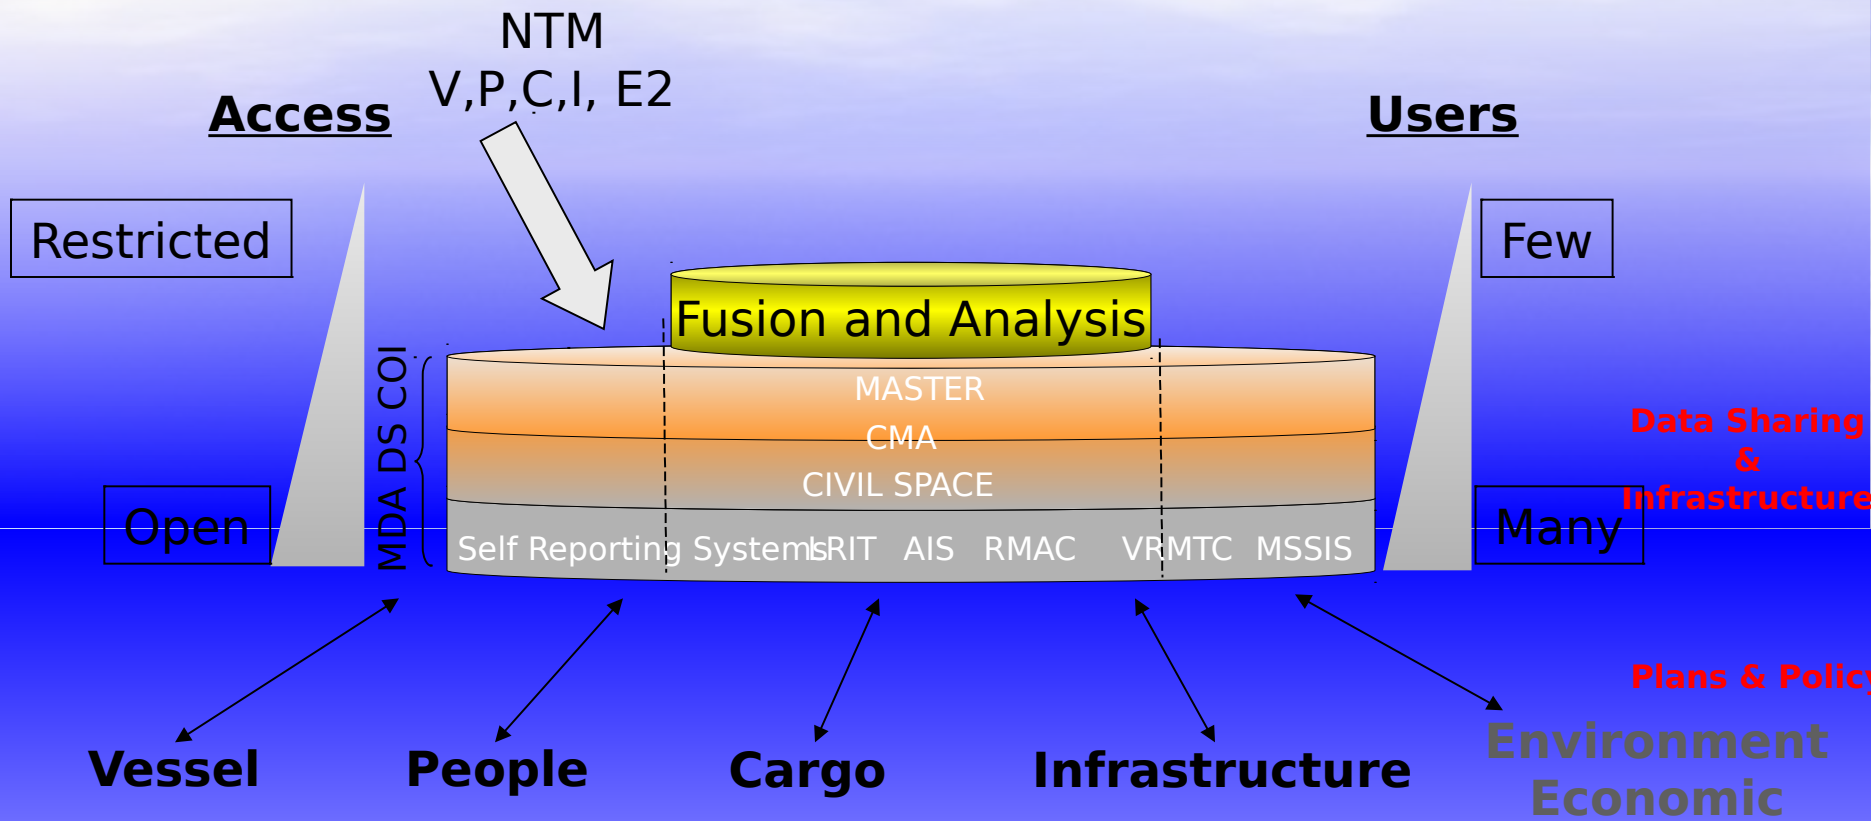 NTM
V,P,C,I, E2
Access
Users
Restricted
Few
Fusion and Analysis
MDA DS COI
MASTER
CMA
CIVIL SPACE
Data Sharing
&
Infrastructure
Open
Many
Self Reporting Systems LRIT AIS RMAC VRMTC MSSIS
Plans & Policy
Vessel
People
Cargo
Infrastructure
Environment
Economic